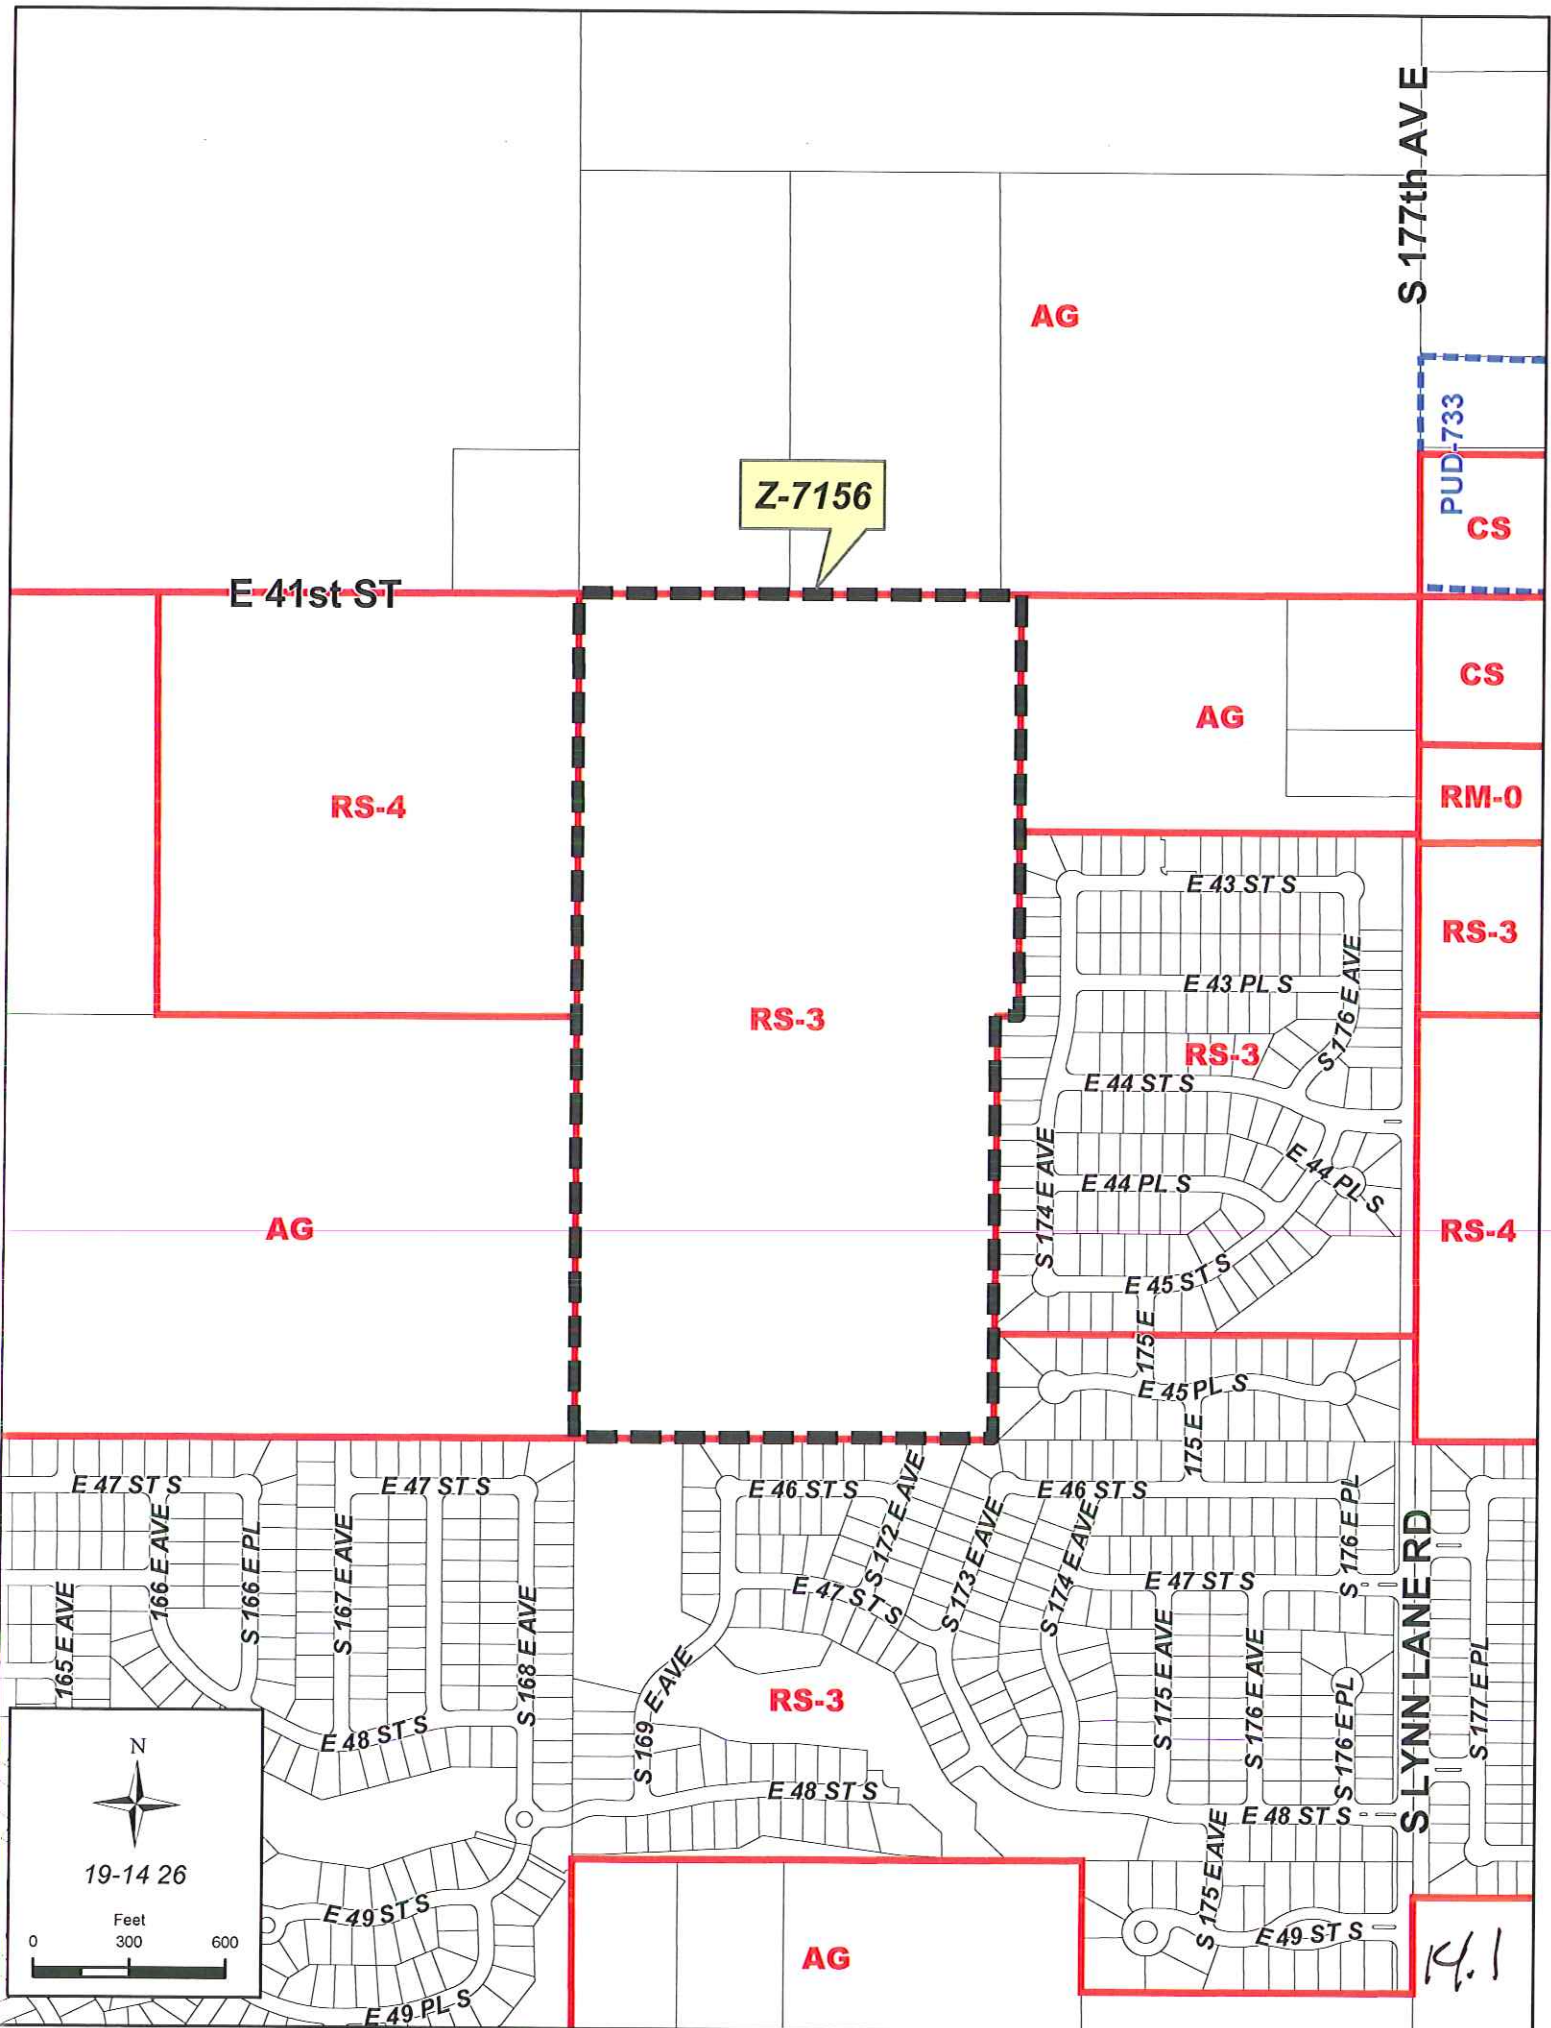 S 177th AV E
AG
PUD-733
CS
Z-7156
E 41st ST
CS
AG
RM-0
RS-4
E 43 ST S
RS-3
S 176 E AVE
E 43 PL S
RS-3
RS-3
E 44 ST S
S 174 E AVE
E 44 PL S
E 44 PL S
AG
RS-4
E 45 ST S
175 E
E 45 PL S
175 E
E 47 ST S
E 47 ST S
E 46 ST S
S 172 E AVE
E 46 ST S
S 176 E PL
166 E AVE
S 166 E PL
S 167 E AVE
S 168 E AVE
165 E AVE
E 47 ST S
S 173 E AVE
S 174 E AVE
E 47 ST S
S LYNN LANE RD
S 169 E AVE
RS-3
S 175 E AVE
S 176 E AVE
S 176 E PL
S 177 E PL
E 48 ST S
E 48 ST S
E 48 ST S
N
19-14 26
Feet
0 300 600
E 49 ST S
S 175 E AVE
E 49 ST S
AG
14.1
E 49 PL S